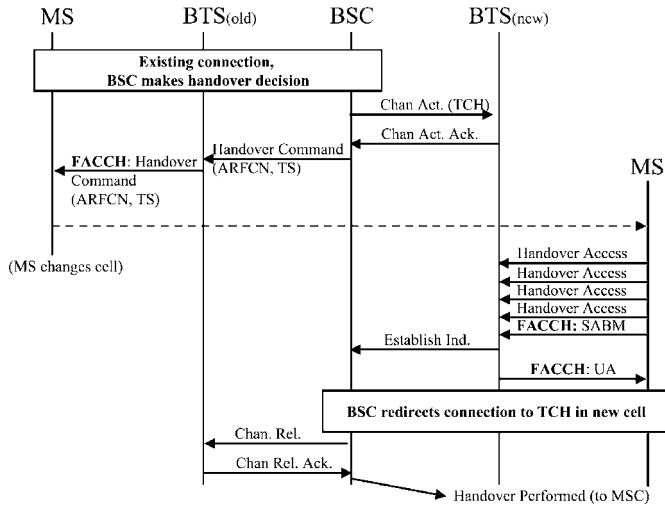 MS BTS(old) BSC BTS(new)
Existing connection,
BSC makes handover decision
Chan Act. (TCH)
Chan Act. Ack.
Handover Command
(ARFCN, TS)
FACCH: Handover
Command
(ARFCN, TS)
MS
(MS changes cell)
Handover Access
Handover Access
Handover Access
Handover Access
FACCH: SABM
Establish Ind.
FACCH: UA
BSC redirects connection to TCH in new cell
Chan. Rel.
Chan Rel. Ack.
Handover Performed (to MSC)